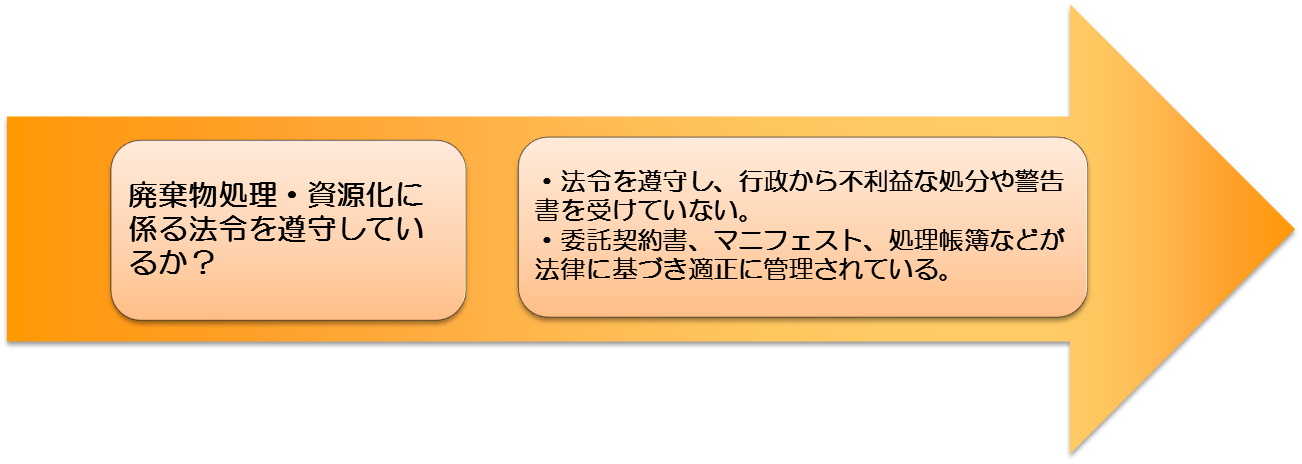 廃棄物処理・資源化に
係る法令を遵守してい
るか？
・法令を遵守し、行政から不利益な処分や警告
書を受けていない。
・委託契約書、マニフェスト、処理帳簿などが
法律に基づき適正に管理されている。